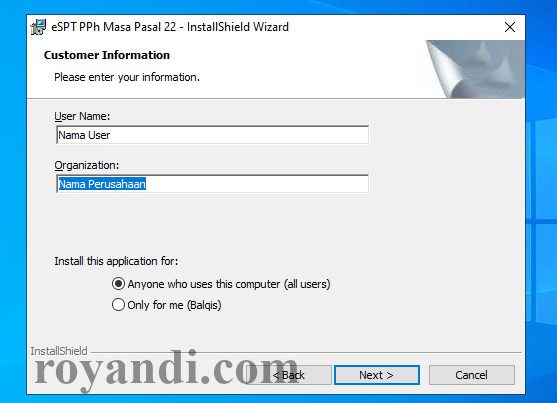 eSPT PPh Masa Pasal 22 - InstallShield Wizard
Customer Information
Please enter your information.
User Name:
Nama User
Organization:
Nama Perusahaan
Install this application for:
Anyone who uses this computer (all users)
Only for me (Balqis)
InstallShield
royandi.com
< Back
Next >
Cancel